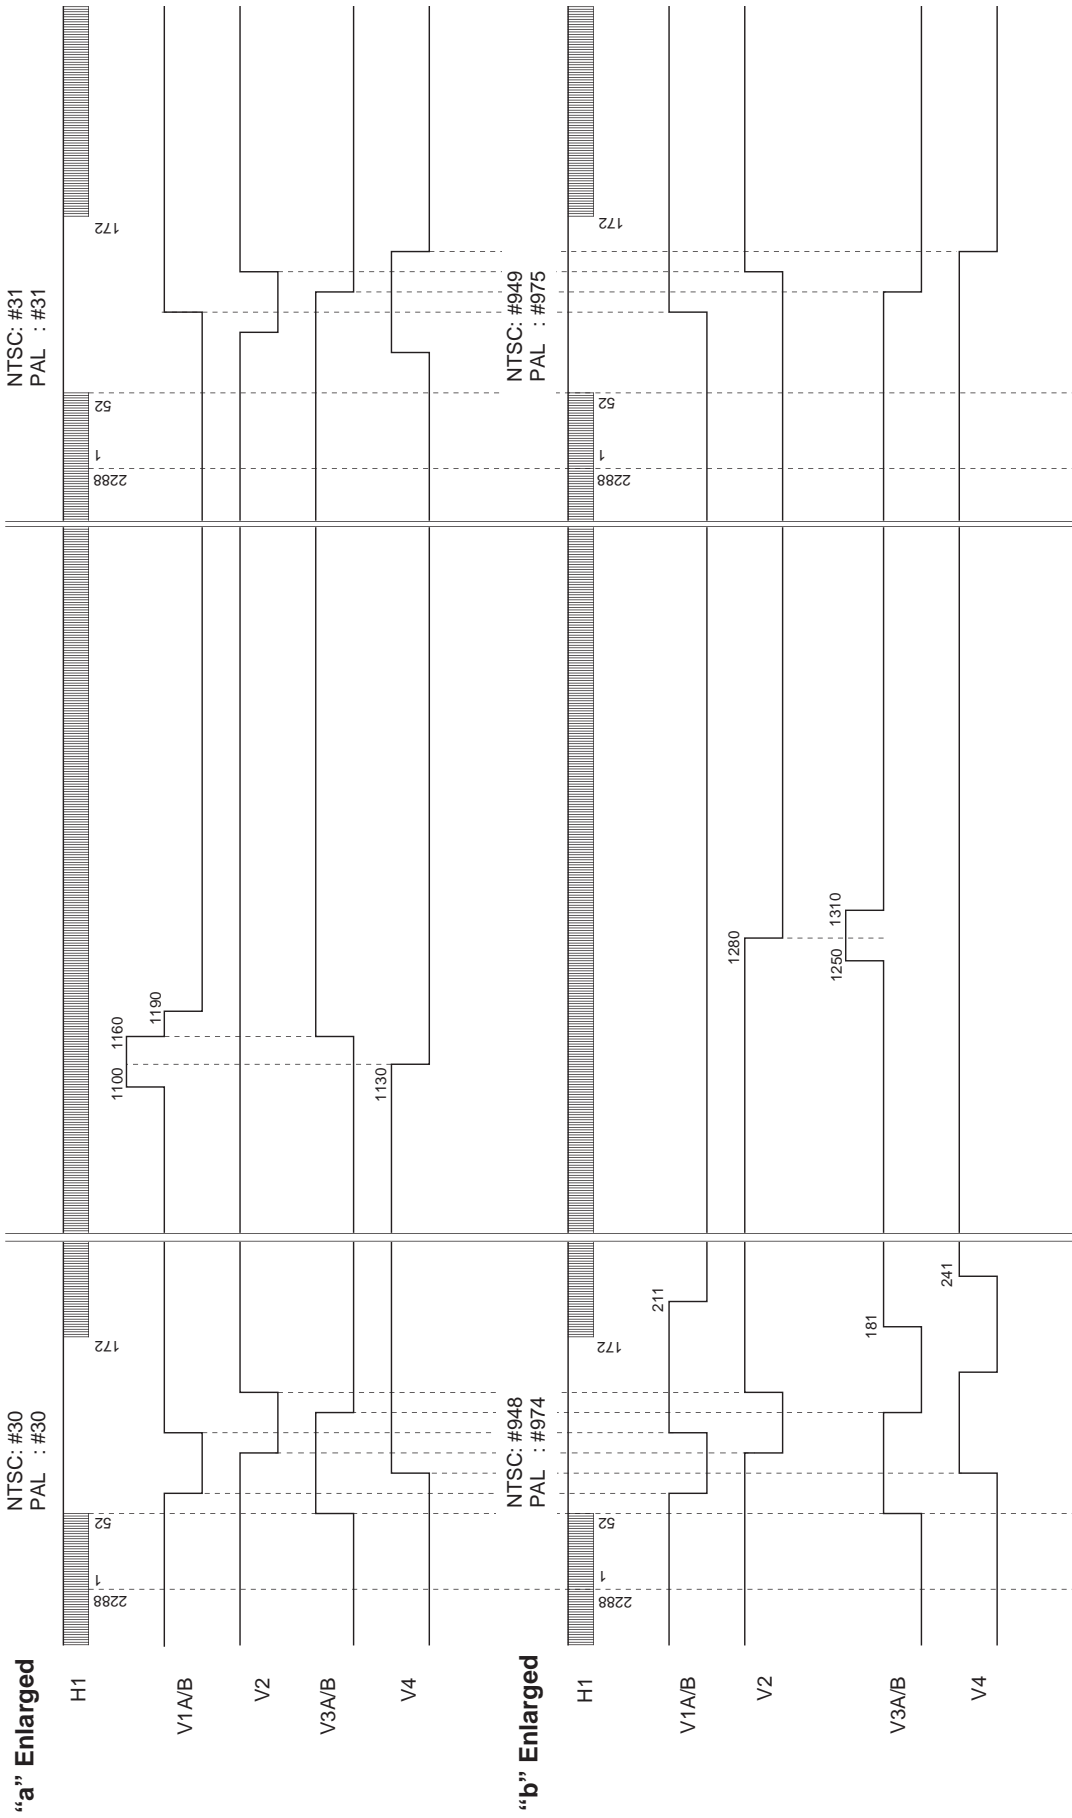 “a” Enlarged
NTSC: #30
PAL : #30
NTSC: #31
PAL : #31
H1
2288
1
52
172
2288
1
52
172
V1A/B
1100
1160
1190
V2
V3A/B
V4
1130
“b” Enlarged
NTSC: #948
PAL : #974
NTSC: #949
PAL : #975
H1
2288
1
52
172
2288
1
52
172
V1A/B
211
V2
1280
V3A/B
181
1250
1310
V4
241